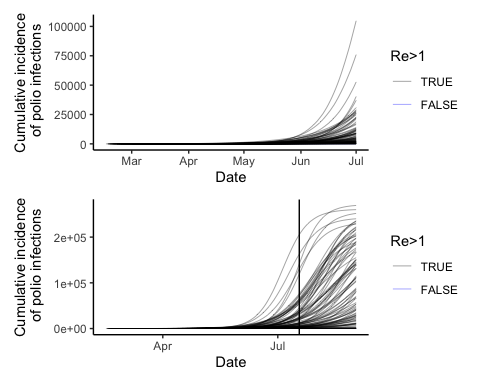 Cumulative incidence
of polio infections
100000
75000
50000
25000
0
Mar Apr May Jun Jul
Date
Re>1
TRUE
FALSE
Cumulative incidence
of polio infections
2e+05
1e+05
0e+00
Apr Jul
Date
Re>1
TRUE
FALSE